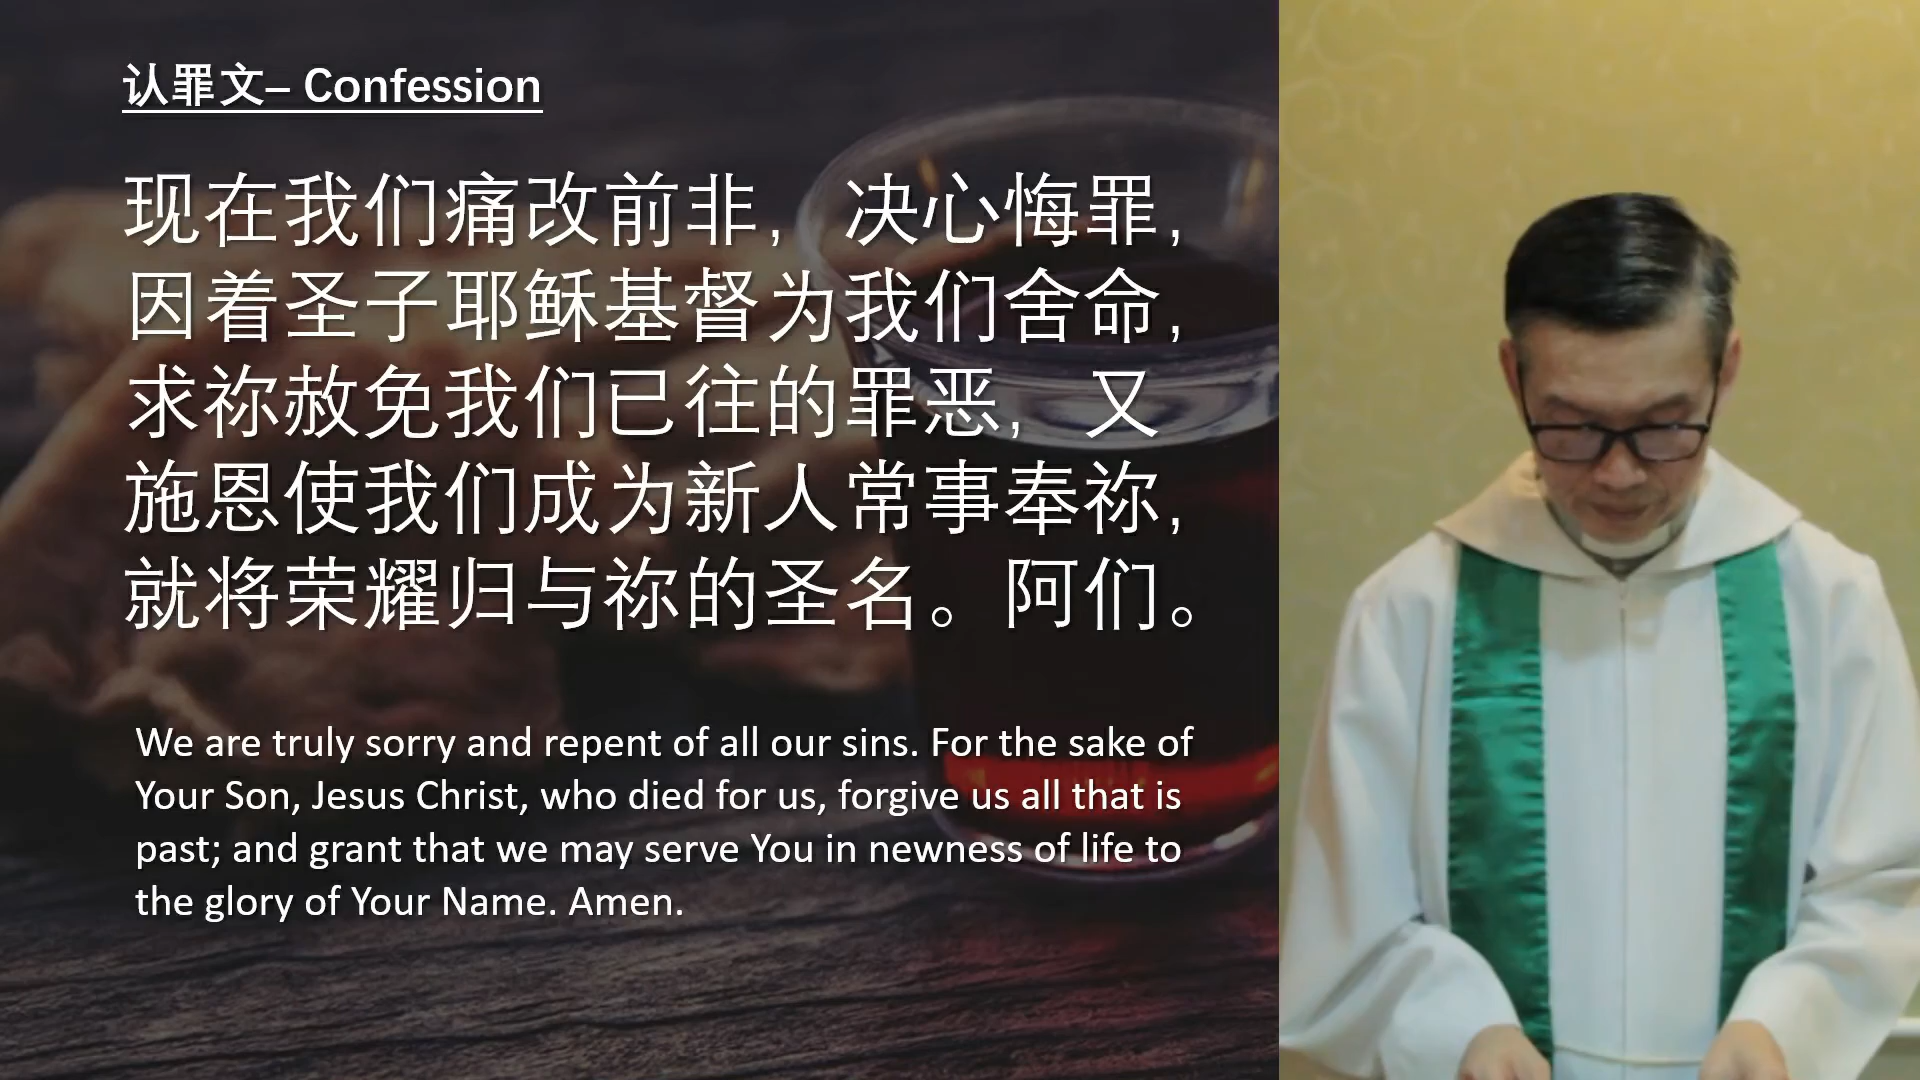 认罪文– Confession
现在我们痛改前非，决心悔罪，
因着圣子耶稣基督为我们舍命，
求祢赦免我们已往的罪恶，又
施恩使我们成为新人常事奉祢，
就将荣耀归与祢的圣名。阿们。
We are truly sorry and repent of all our sins. For the sake of
Your Son, Jesus Christ, who died for us, forgive us all that is
past; and grant that we may serve You in newness of life to
the glory of Your Name. Amen.